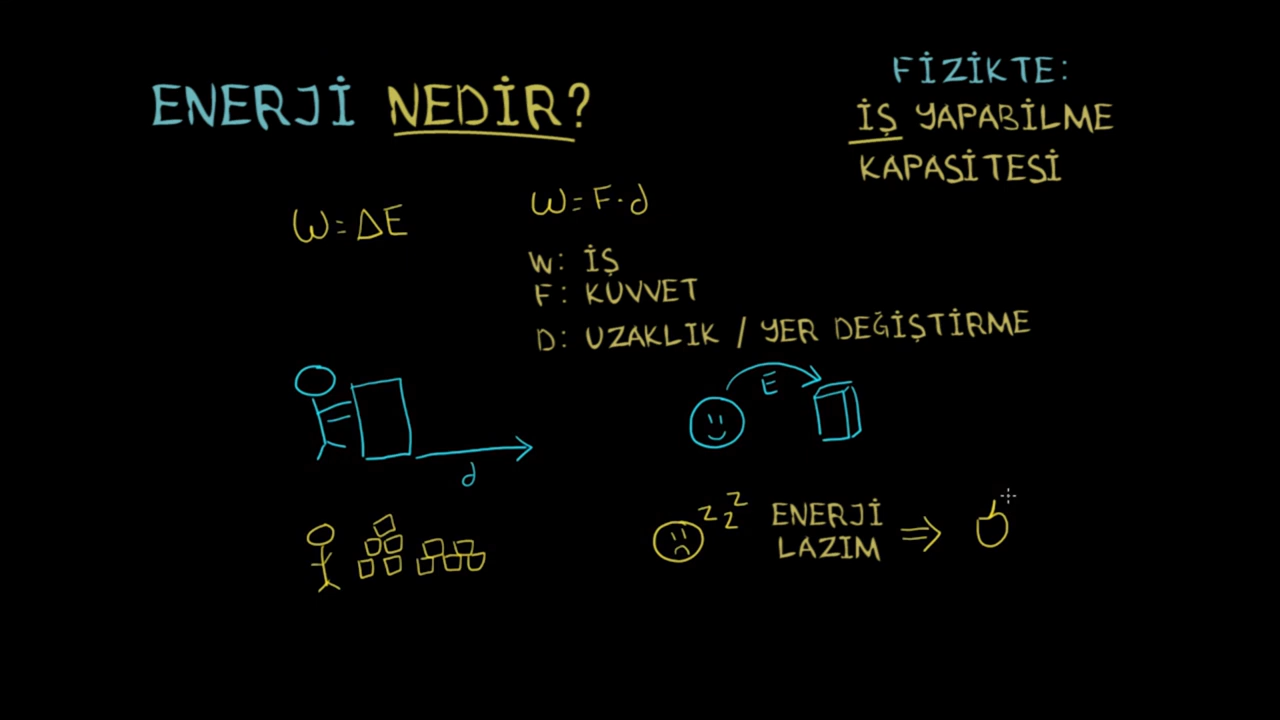 ENERJİ NEDİR?
FİZİKTE:
İŞ YAPABİLME
KAPASİTESİ
W=ΔE
W=F·d
W: İŞ
F: KUVVET
D: UZAKLIK / YER DEĞİŞTİRME
d
E
z z z
ENERJİ
LAZIM ⇒